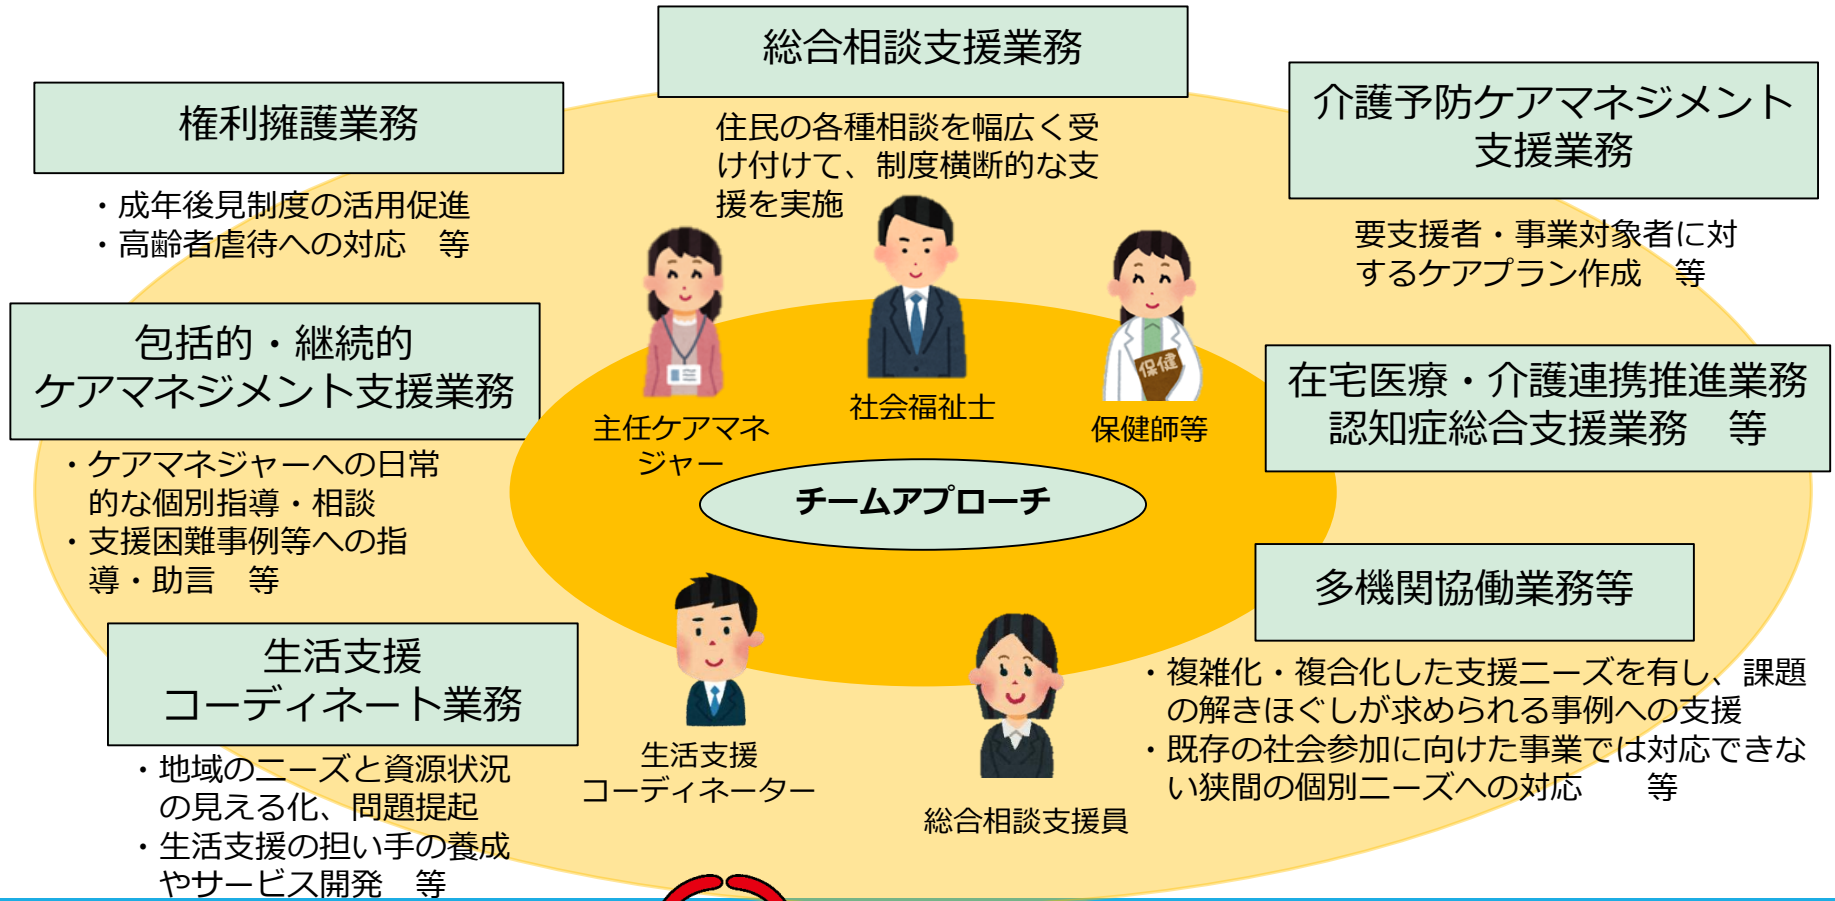 総合相談支援業務
住民の各種相談を幅広く受
け付けて、制度横断的な支
援を実施
権利擁護業務
・成年後見制度の活用促進
・高齢者虐待への対応　等
介護予防ケアマネジメント
支援業務
要支援者・事業対象者に対
するケアプラン作成　等
包括的・継続的
ケアマネジメント支援業務
・ケアマネジャーへの日常
的な個別指導・相談
・支援困難事例等への指
導・助言　等
在宅医療・介護連携推進業務
認知症総合支援業務　等
主任ケアマネ
ジャー
社会福祉士
保健
保健師等
チームアプローチ
生活支援
コーディネート業務
・地域のニーズと資源状況
の見える化、問題提起
・生活支援の担い手の養成
やサービス開発　等
生活支援
コーディネーター
総合相談支援員
多機関協働業務等
・複雑化・複合化した支援ニーズを有し、課題
の解きほぐしが求められる事例への支援
・既存の社会参加に向けた事業では対応できな
い狭間の個別ニーズへの対応　　等